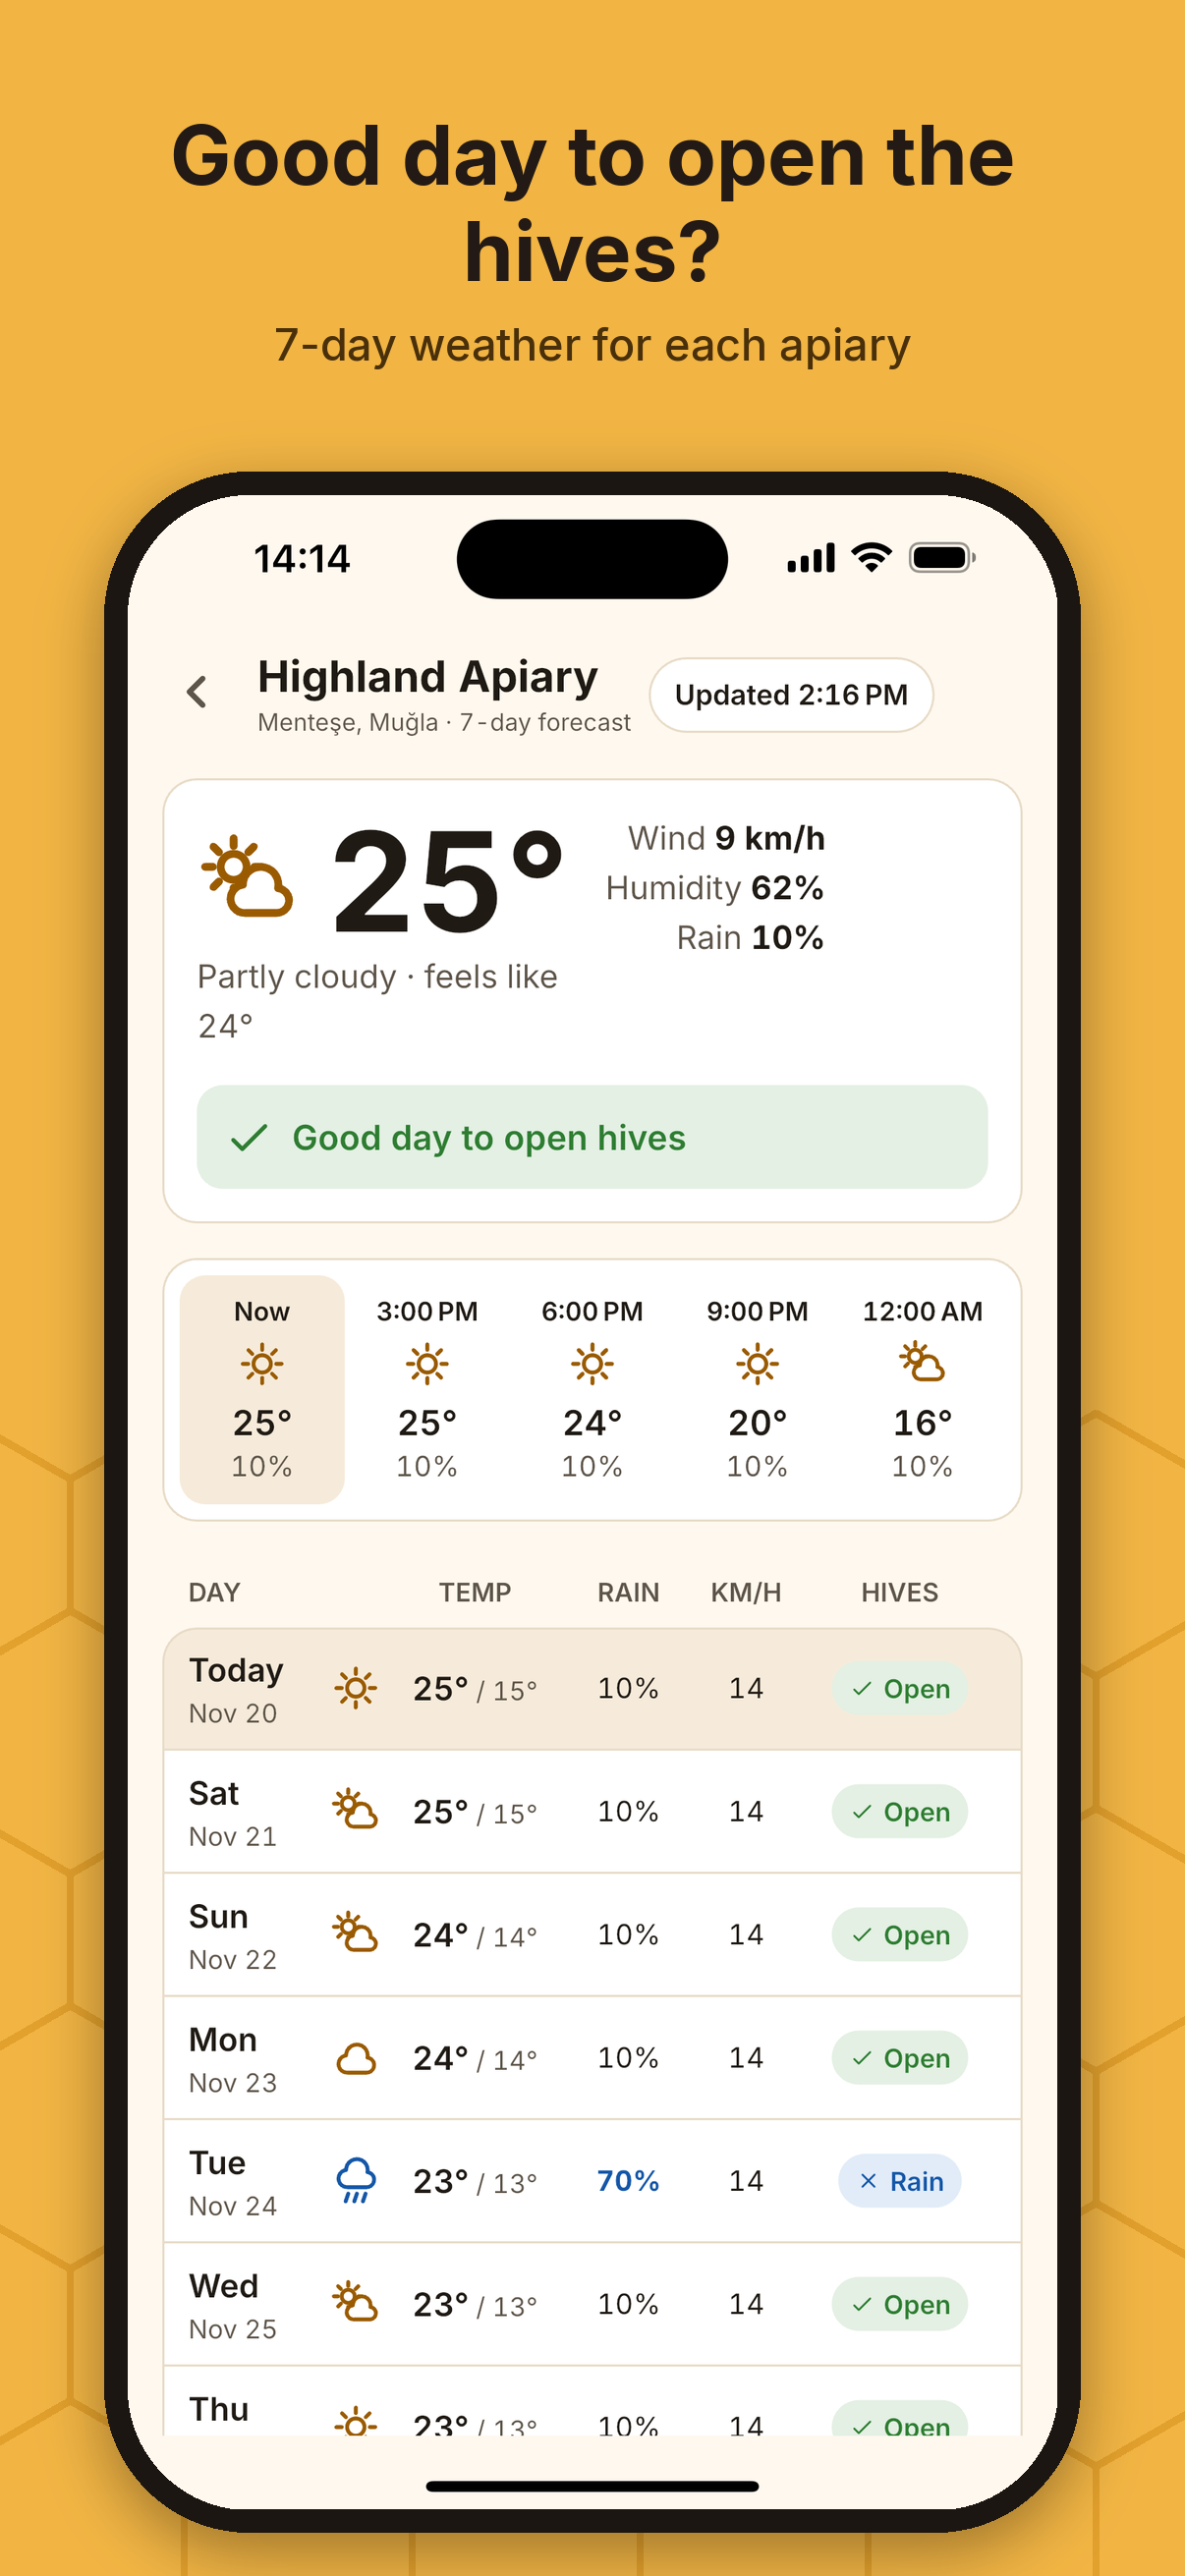 Good day to open the
hives?
7-day weather for each apiary
14:14
Highland Apiary
Menteşe, Muğla · 7-day forecast
Updated 2:16 PM
25°
Wind 9 km/h
Humidity 62%
Rain 10%
Partly cloudy · feels like
24°
Good day to open hives
Now 3:00 PM 6:00 PM 9:00 PM 12:00 AM
25° 25° 24° 20° 16°
10% 10% 10% 10% 10%
DAY TEMP RAIN KM/H HIVES
Today
Nov 20
25° / 15° 10% 14 Open
Sat
Nov 21
25° / 15° 10% 14 Open
Sun
Nov 22
24° / 14° 10% 14 Open
Mon
Nov 23
24° / 14° 10% 14 Open
Tue
Nov 24
23° / 13° 70% 14 Rain
Wed
Nov 25
23° / 13° 10% 14 Open
Thu
23° / 13° 10% 14 Open